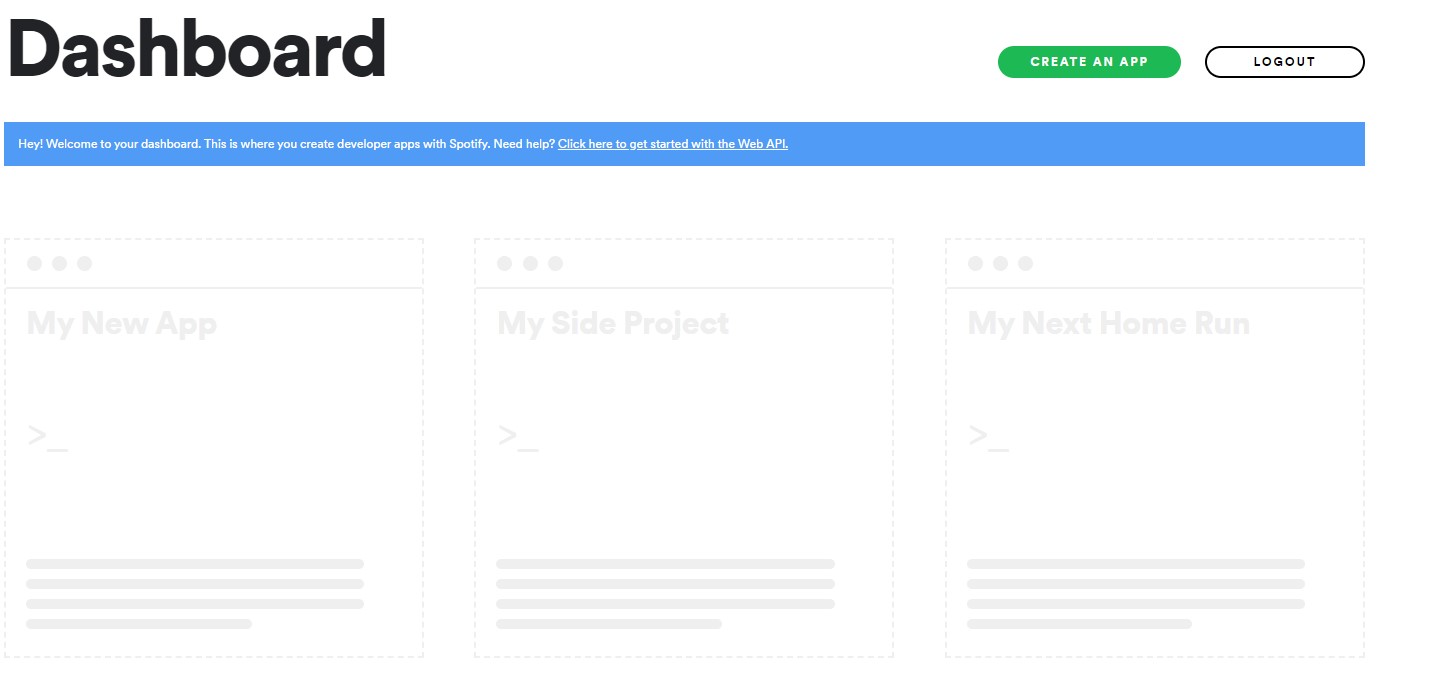 Dashboard
CREATE AN APP
LOGOUT
Hey! Welcome to your dashboard. This is where you create developer apps with Spotify. Need help? Click here to get started with the Web API.
My New App
My Side Project
My Next Home Run
>_
>_
>_